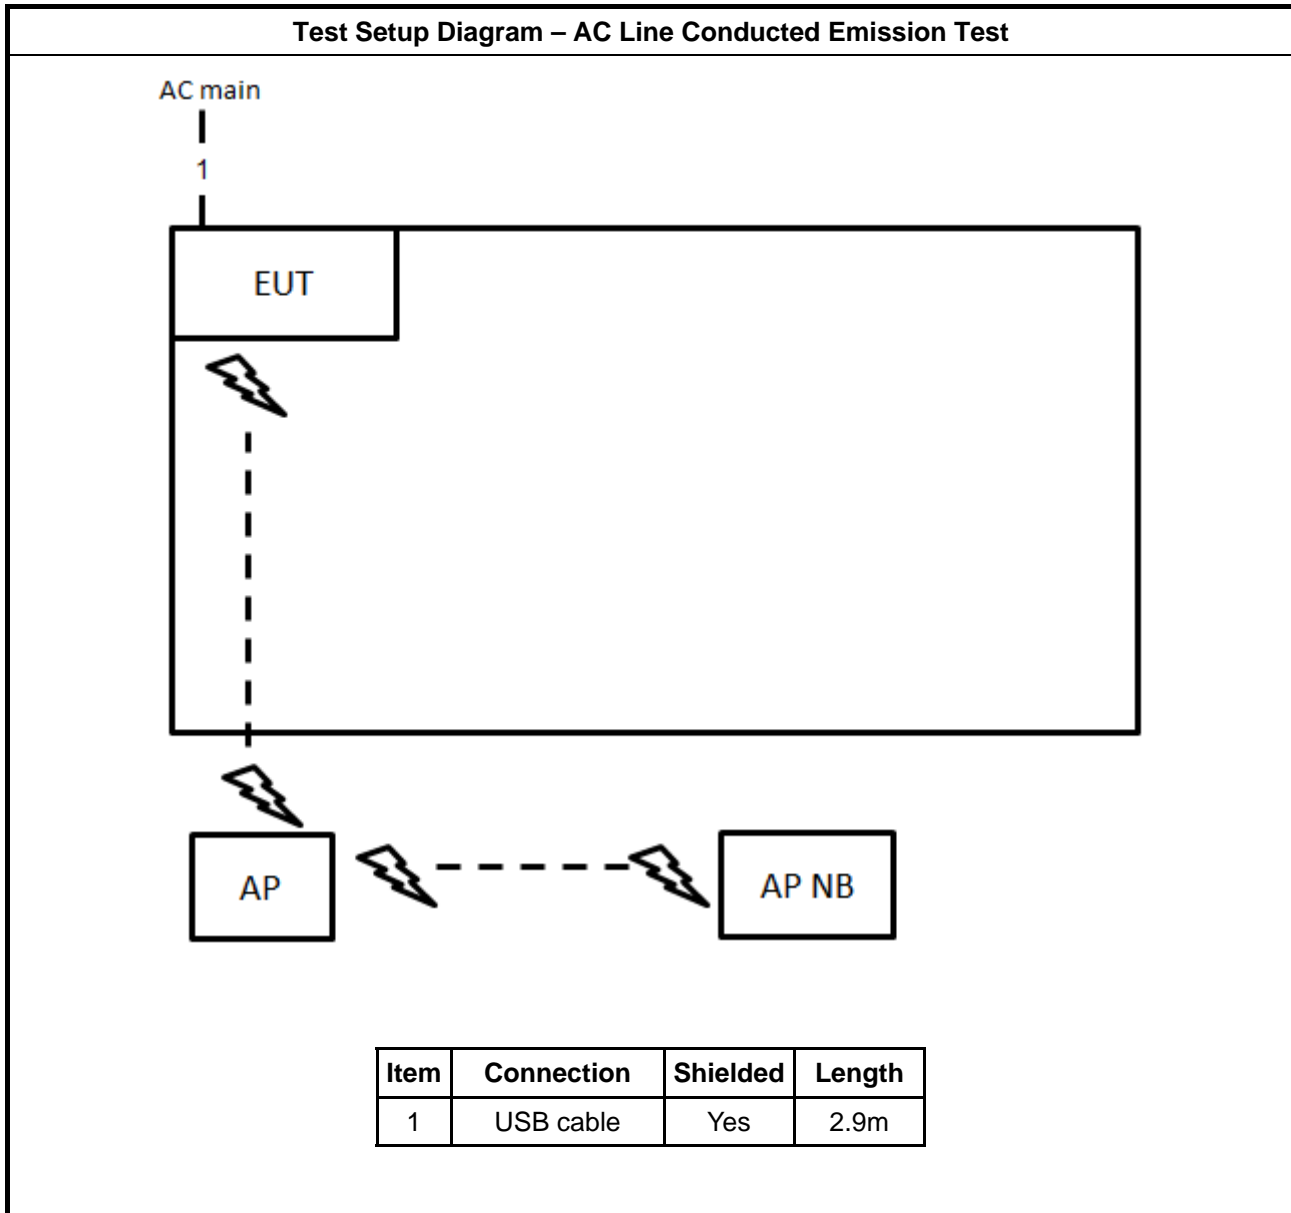 Test Setup Diagram – AC Line Conducted Emission Test
AC main
1
EUT
AP
AP NB
Item Connection Shielded Length
1 USB cable Yes 2.9m